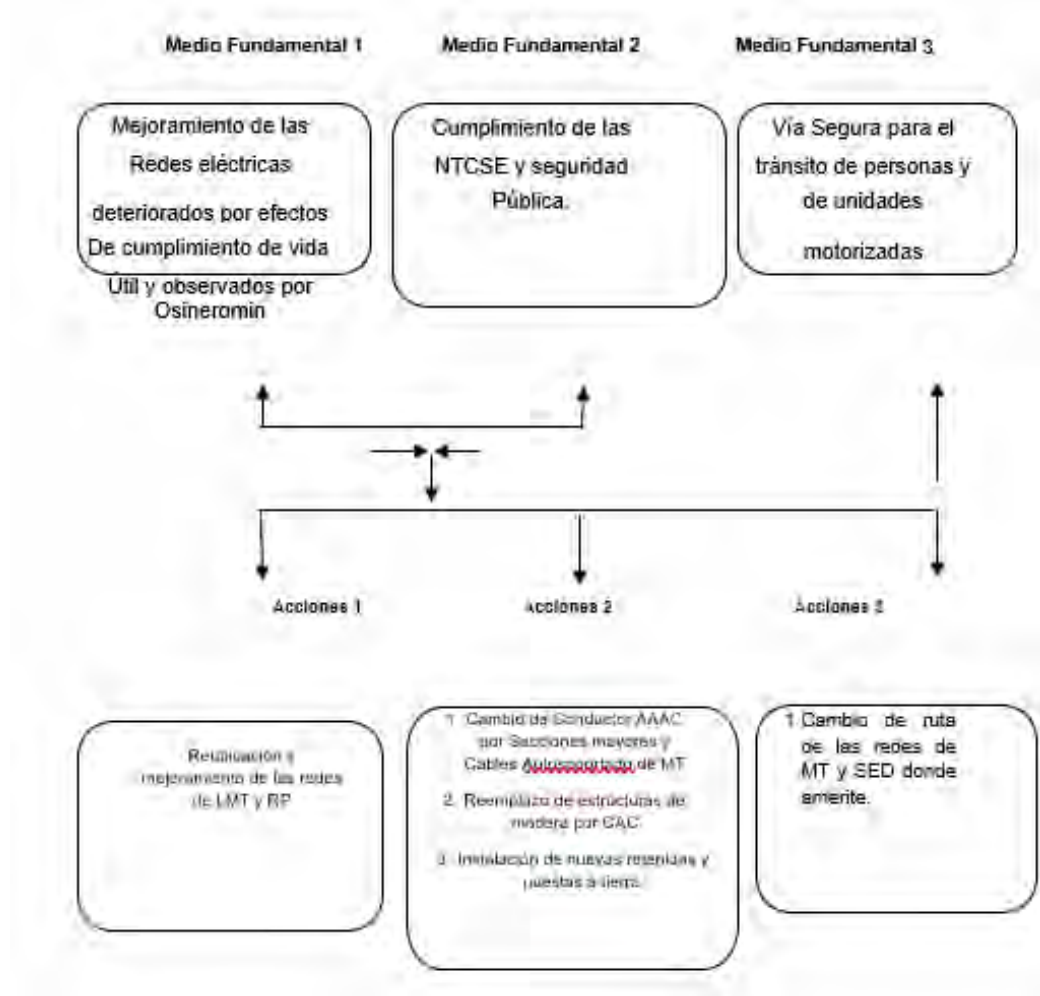 Medio Fundamental 1
Medio Fundamental 2
Medio Fundamental 3
Mejoramiento de las
Redes eléctricas
deteriorados por efectos
De cumplimiento de vida
Útil y observados por
Osineromin
Cumplimiento de las
NTCSE y seguridad
Pública.
Vía Segura para el
tránsito de personas y
de unidades
motorizadas
Acciones 1
Acciones 2
Acciones 3
Reubicación y
mejoramiento de las redes
de LMT y RP
1. Cambio de Conductor AAAC
por Secciones mayores y
Cables Autosoportado de MT
2. Reemplazo de estructuras de
madera por CAC
3. Instalación de nuevas retenidas y
puestas a tierra.
1.Cambio de ruta
de las redes de
MT y SED donde
amerite.